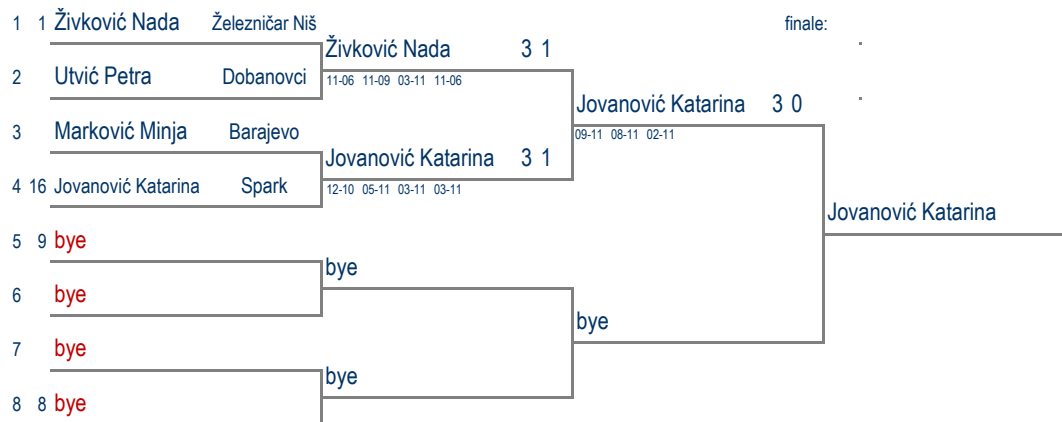 1 1 Živković Nada Železničar Niš finale:
Živković Nada 3 1
2 Utvić Petra Dobanovci 11-06 11-09 03-11 11-06
Jovanović Katarina 3 0
3 Marković Minja Barajevo 09-11 08-11 02-11
Jovanović Katarina 3 1
4 16 Jovanović Katarina Spark 12-10 05-11 03-11 03-11
Jovanović Katarina
5 9 bye
bye
6 bye
bye
7 bye
bye
8 8 bye